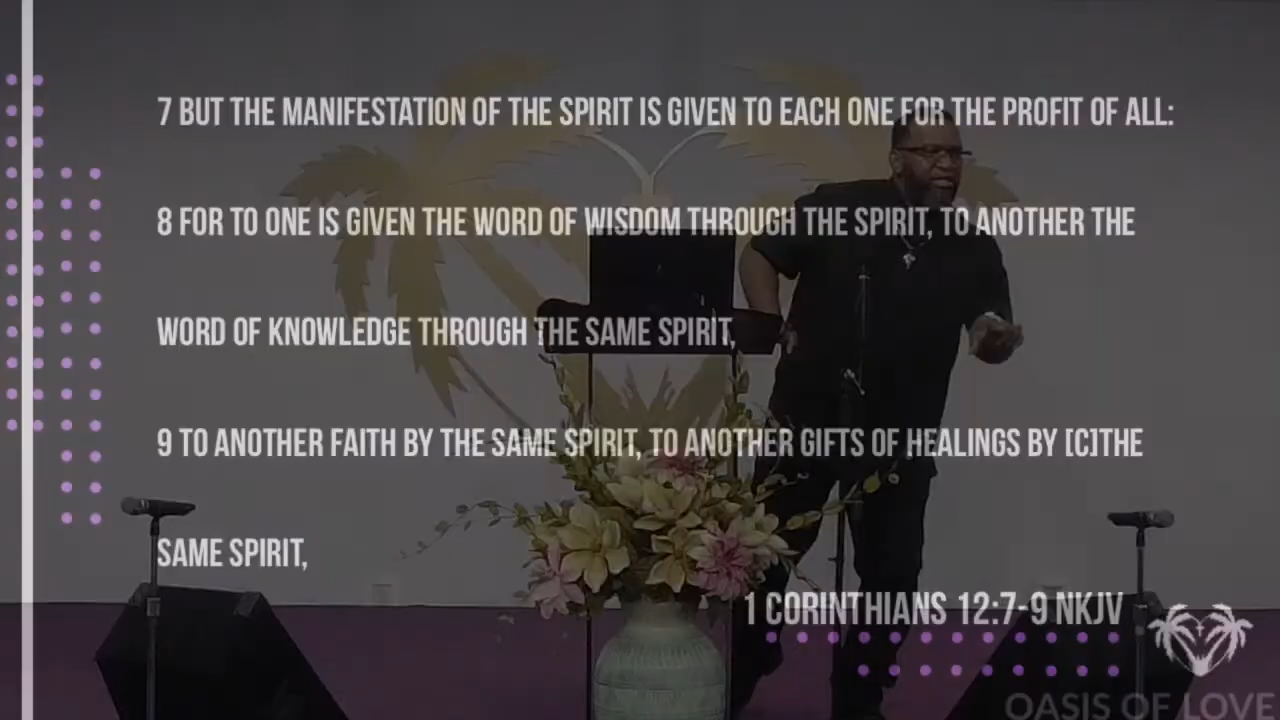 7 BUT THE MANIFESTATION OF THE SPIRIT IS GIVEN TO EACH ONE FOR THE PROFIT OF ALL:
8 FOR TO ONE IS GIVEN THE WORD OF WISDOM THROUGH THE SPIRIT, TO ANOTHER THE
WORD OF KNOWLEDGE THROUGH THE SAME SPIRIT,
9 TO ANOTHER FAITH BY THE SAME SPIRIT, TO ANOTHER GIFTS OF HEALINGS BY [C]THE
SAME SPIRIT,
1 CORINTHIANS 12:7-9 NKJV
OASIS OF LOVE